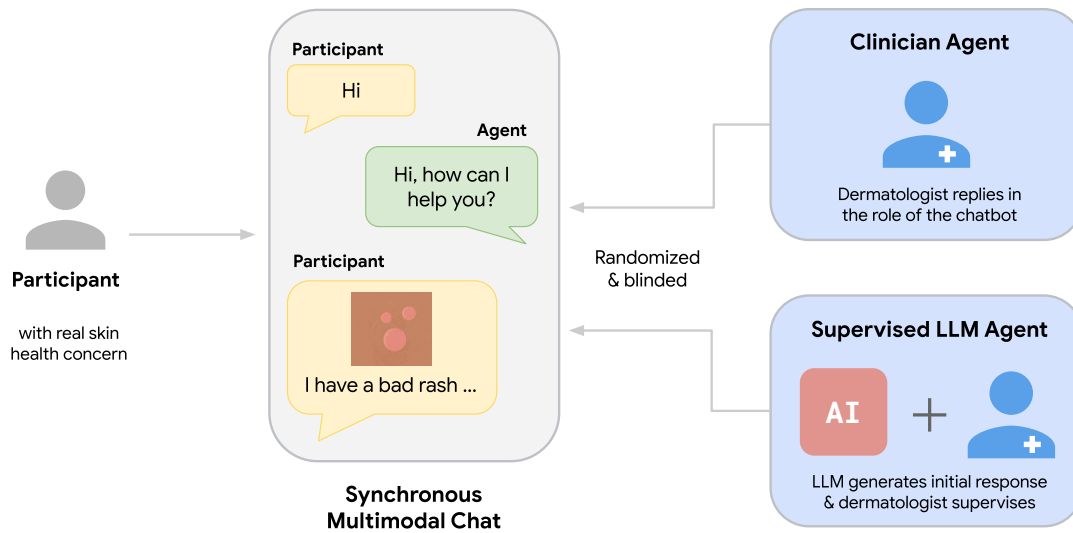 Participant
with real skin
health concern
Participant
Hi
Agent
Hi, how can I
help you?
Participant
I have a bad rash ...
Synchronous
Multimodal Chat
Randomized
& blinded
Clinician Agent
Dermatologist replies in
the role of the chatbot
Supervised LLM Agent
AI
LLM generates initial response
& dermatologist supervises